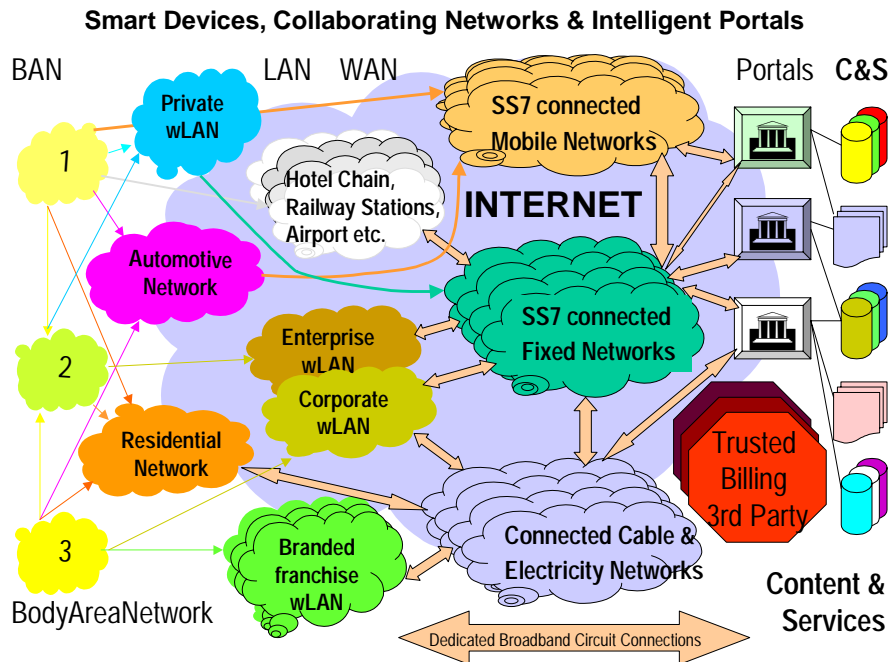 Smart Devices, Collaborating Networks & Intelligent Portals
BAN
LAN
WAN
Portals
C&S
Private
wLAN
SS7 connected
Mobile Networks
1
Hotel Chain,
Railway Stations,
Airport etc.
INTERNET
Automotive
Network
SS7 connected
Fixed Networks
Enterprise
wLAN
2
Corporate
wLAN
Residential
Network
Trusted
Billing
3rd Party
3
Branded
franchise
wLAN
Connected Cable &
Electricity Networks
BodyAreaNetwork
Content &
Services
Dedicated Broadband Circuit Connections